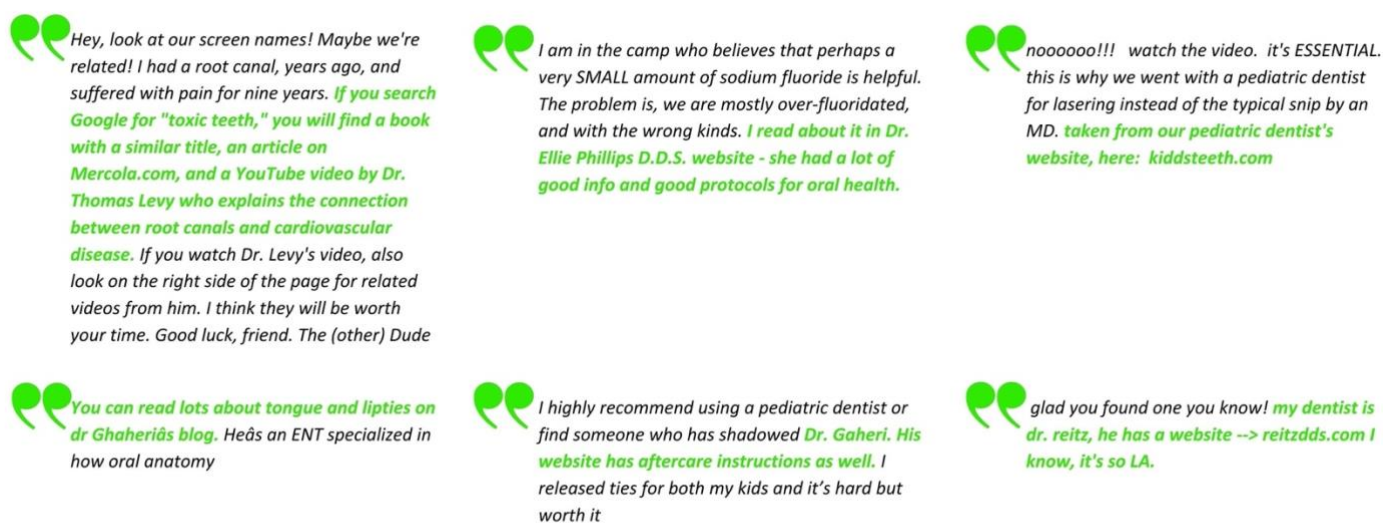 Hey, look at our screen names! Maybe we're
related! I had a root canal, years ago, and
suffered with pain for nine years. If you search
Google for "toxic teeth," you will find a book
with a similar title, an article on
Mercola.com, and a YouTube video by Dr.
Thomas Levy who explains the connection
between root canals and cardiovascular
disease. If you watch Dr. Levy's video, also
look on the right side of the page for related
videos from him. I think they will be worth
your time. Good luck, friend. The (other) Dude
I am in the camp who believes that perhaps a
very SMALL amount of sodium fluoride is helpful.
The problem is, we are mostly over-fluoridated,
and with the wrong kinds. I read about it in Dr.
Ellie Phillips D.D.S. website - she had a lot of
good info and good protocols for oral health.
noooooo!!! watch the video. it's ESSENTIAL.
this is why we went with a pediatric dentist
for lasering instead of the typical snip by an
MD. taken from our pediatric dentist's
website, here: kiddsteeth.com
You can read lots about tongue and lipties on
dr Ghaheriâs blog. Heâs an ENT specialized in
how oral anatomy
I highly recommend using a pediatric dentist or
find someone who has shadowed Dr. Gaheri. His
website has aftercare instructions as well. I
released ties for both my kids and it’s hard but
worth it
glad you found one you know! my dentist is
dr. reitz, he has a website --> reitzdds.com I
know, it's so LA.